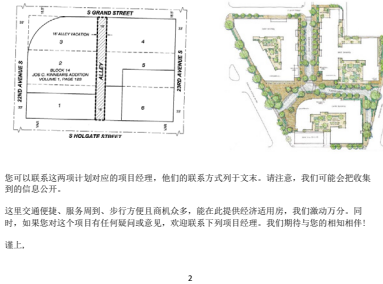 S GRAND STREET
16' ALLEY VACATION
3
4
2
BLOCK 14
JOS C. KINNEARS ADDITION
VOLUME 1, PAGE 120
ALLEY
5
22ND AVENUE S
23RD AVENUE S
1
6
S HOLGATE STREET
您可以联系这两项计划对应的项目经理，他们的联系方式列于文末。请注意，我们可能会把收集
到的信息公开。
这里交通便捷、服务周到、步行方便且商机众多，能在此提供经济适用房，我们激动万分。同
时，如果您对这个项目有任何疑问或意见，欢迎联系下列项目经理。我们期待与您的相知相伴！
谨上，
2